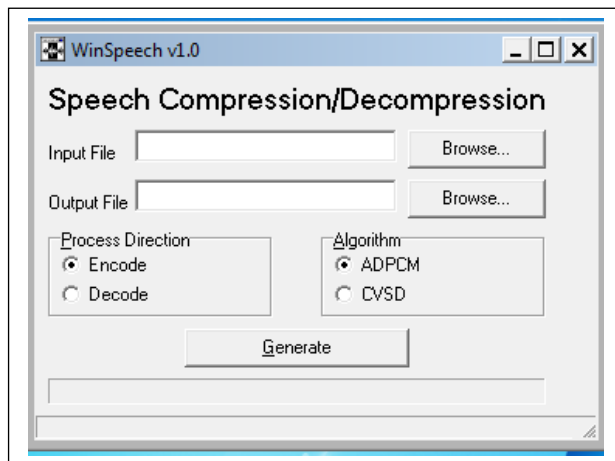 WinSpeech v1.0
Speech Compression/Decompression
Input File Browse...
Output File Browse...
Process Direction Algorithm
Encode ADPCM
Decode CVSD
Generate